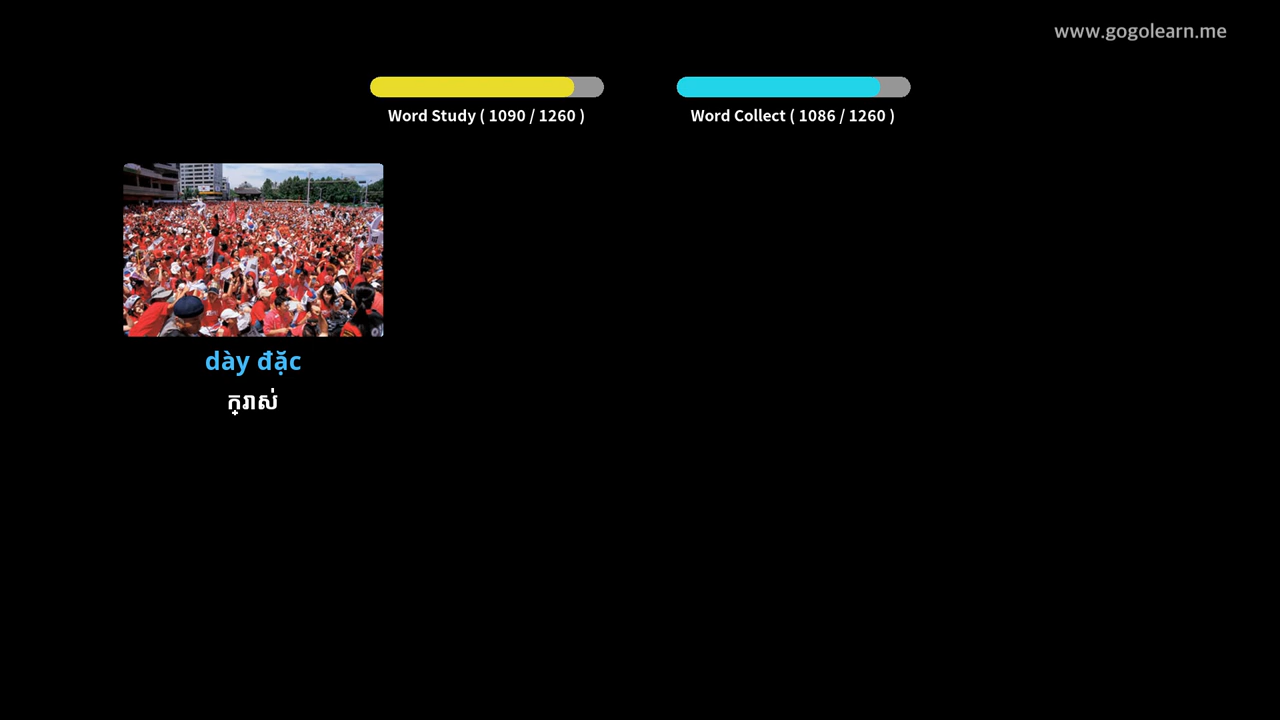 www.gogolearn.me
Word Study ( 1090 / 1260 )
Word Collect ( 1086 / 1260 )
dày đặc
ក្រាស់